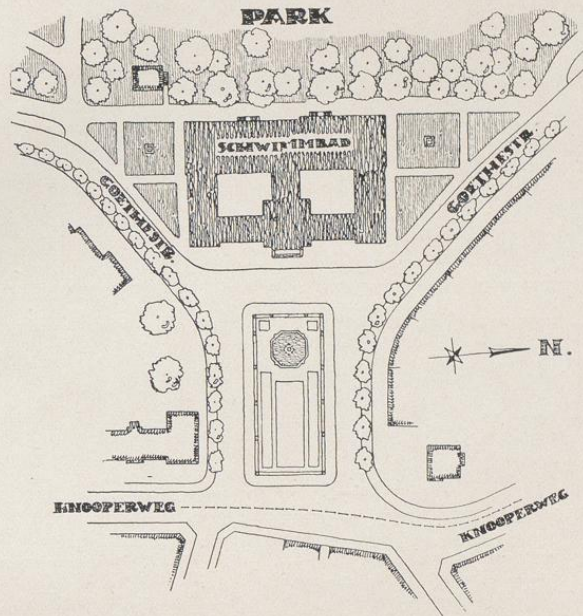 PARK
SCHWIMMBAD
GOETHESTR.
GOETHESTR.
N.
KNOOPERWEG
KNOOPERWEG